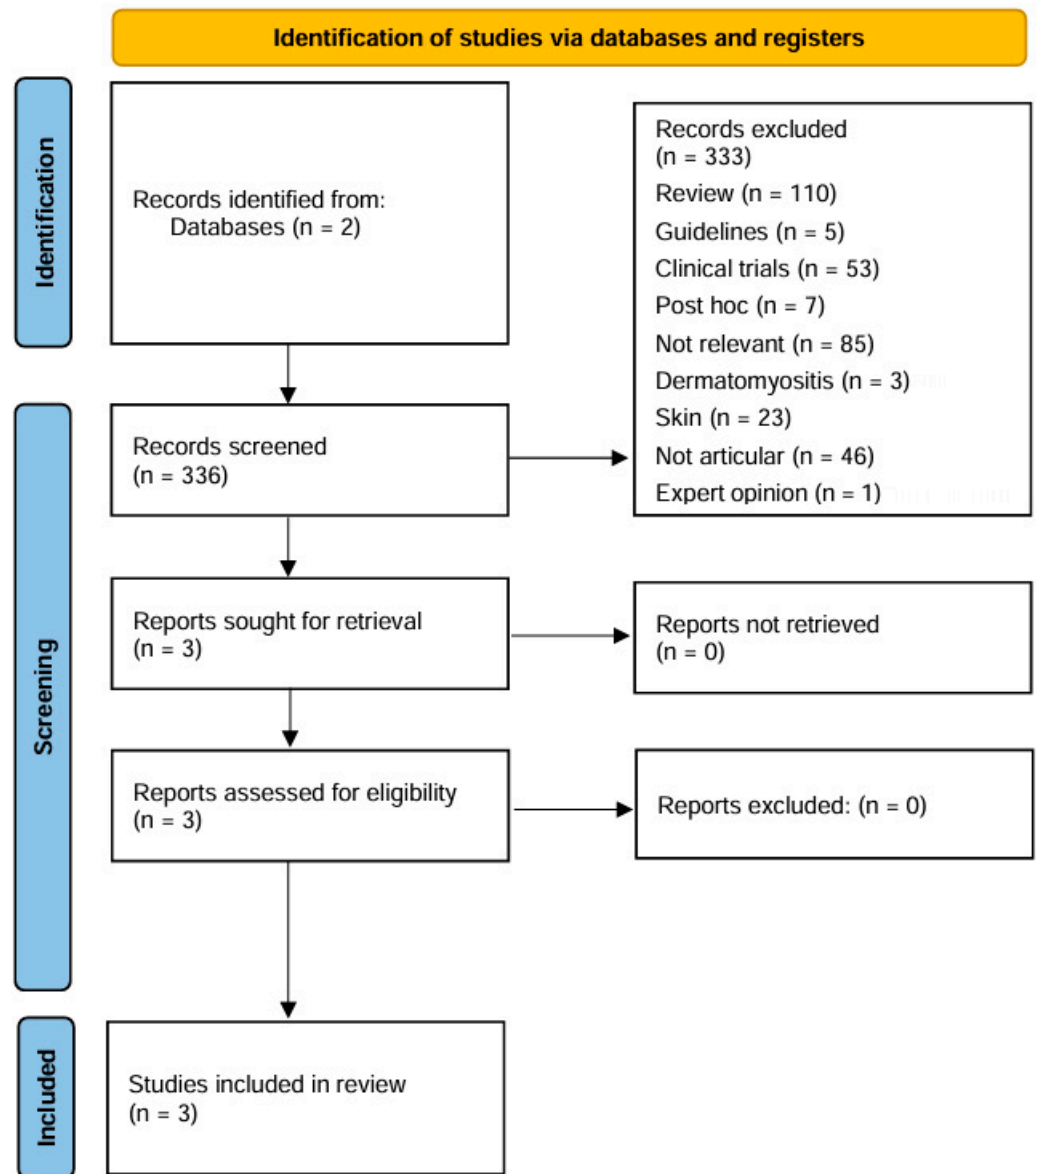 Identification of studies via databases and registers
Identification
Records identified from:
Databases (n = 2)
Records excluded
(n = 333)
Review (n = 110)
Guidelines (n = 5)
Clinical trials (n = 53)
Post hoc (n = 7)
Not relevant (n = 85)
Dermatomyositis (n = 3)
Skin (n = 23)
Not articular (n = 46)
Expert opinion (n = 1)
Screening
Records screened
(n = 336)
Reports sought for retrieval
(n = 3)
Reports not retrieved
(n = 0)
Reports assessed for eligibility
(n = 3)
Reports excluded: (n = 0)
Included
Studies included in review
(n = 3)